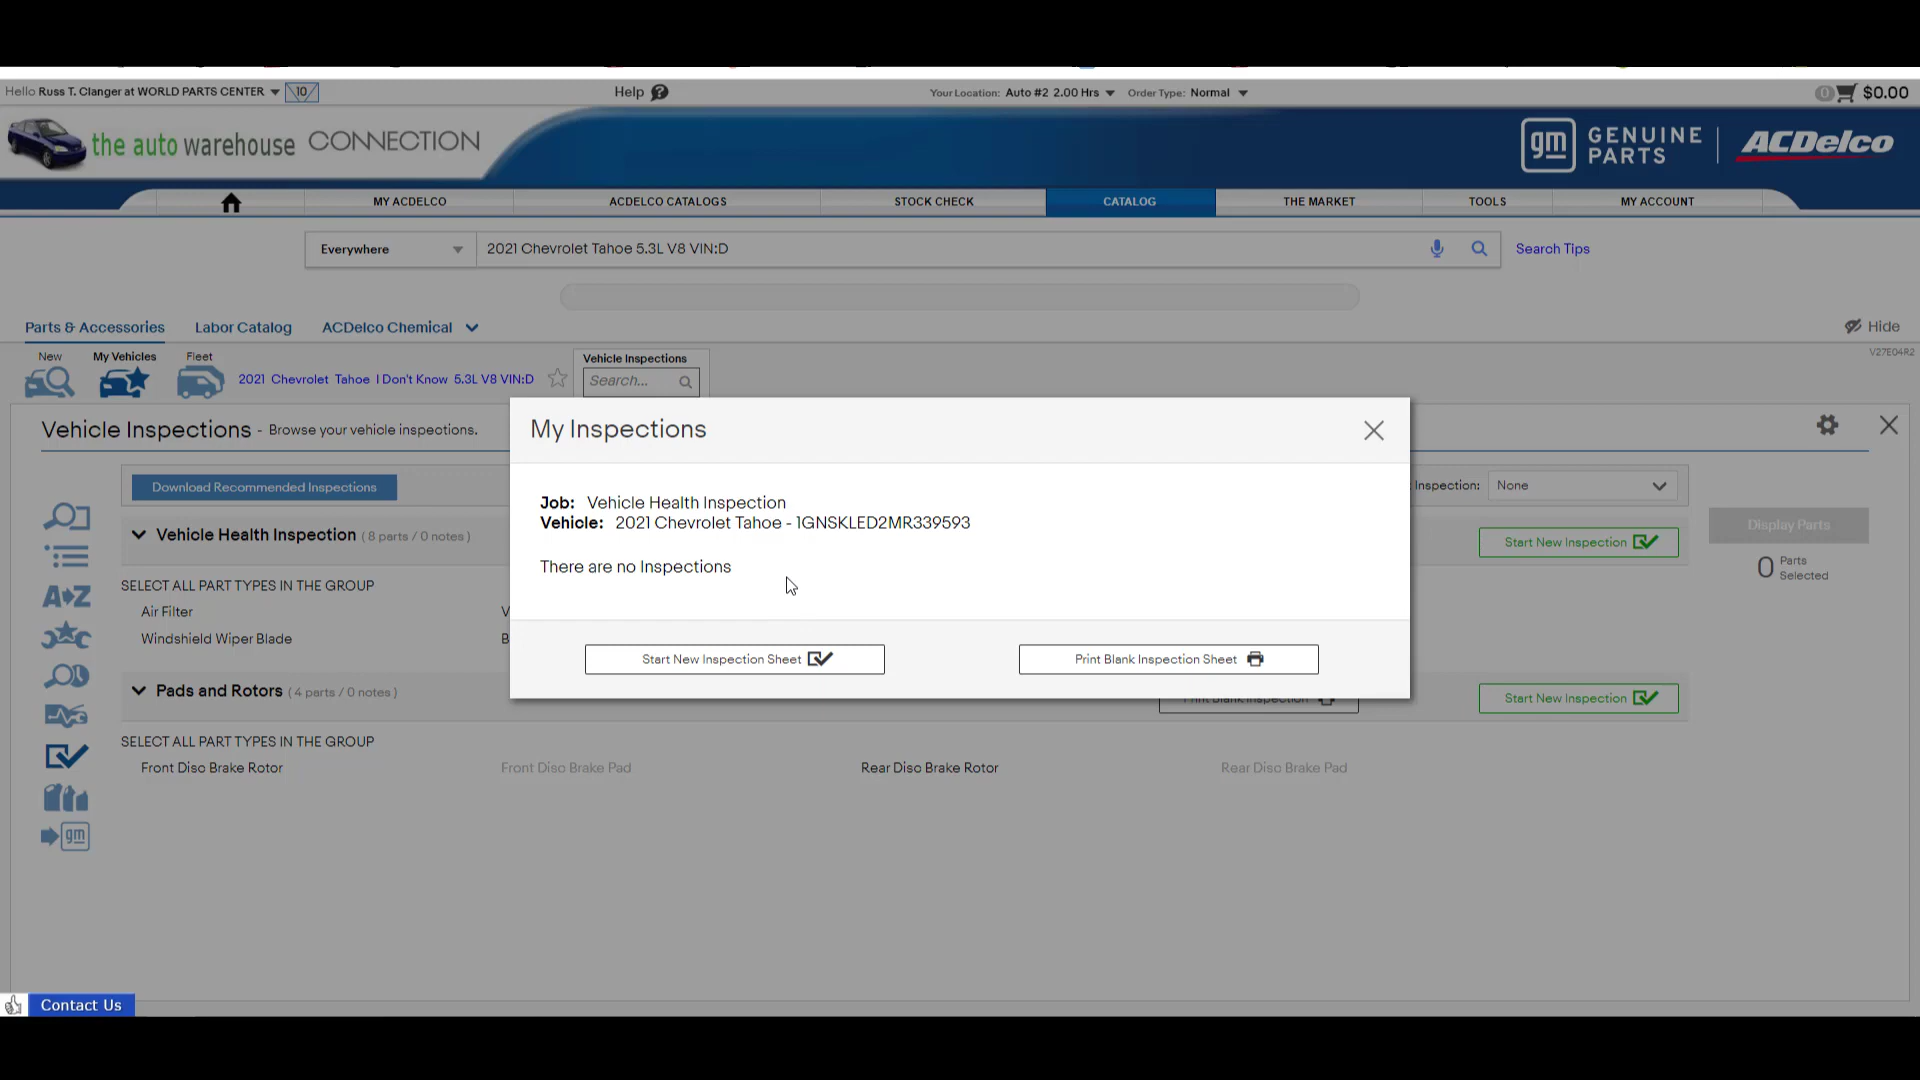 Hello Russ T. Clanger at WORLD PARTS CENTER 10 Help Your Location: Auto #2 2.00 Hrs Order Type: Normal 0 $0.00
the auto warehouse CONNECTION gm GENUINE PARTS ACDelco
MY ACDELCO ACDELCO CATALOGS STOCK CHECK CATALOG THE MARKET TOOLS MY ACCOUNT
Everywhere 2021 Chevrolet Tahoe 5.3L V8 VIN:D Search Tips
Parts & Accessories Labor Catalog ACDelco Chemical Hide
New My Vehicles Fleet Vehicle Inspections V27E04R2
2021 Chevrolet Tahoe I Don't Know 5.3L V8 VIN:D Search...
Vehicle Inspections - Browse your vehicle inspections. My Inspections
Download Recommended Inspections Inspection: None
Job: Vehicle Health Inspection
Vehicle: 2021 Chevrolet Tahoe - 1GNSKLED2MR339593
Display Parts
Vehicle Health Inspection ( 8 parts / 0 notes ) Start New Inspection
There are no Inspections 0 Parts Selected
SELECT ALL PART TYPES IN THE GROUP
Air Filter V
Windshield Wiper Blade B
Start New Inspection Sheet Print Blank Inspection Sheet
Pads and Rotors ( 4 parts / 0 notes ) Print Blank Inspection Start New Inspection
SELECT ALL PART TYPES IN THE GROUP
Front Disc Brake Rotor Front Disc Brake Pad Rear Disc Brake Rotor Rear Disc Brake Pad
A Z
gm
Contact Us